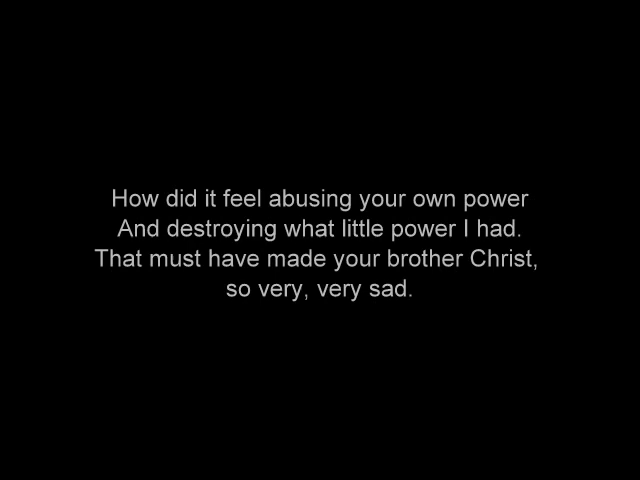 How did it feel abusing your own power
And destroying what little power I had.
That must have made your brother Christ,
so very, very sad.